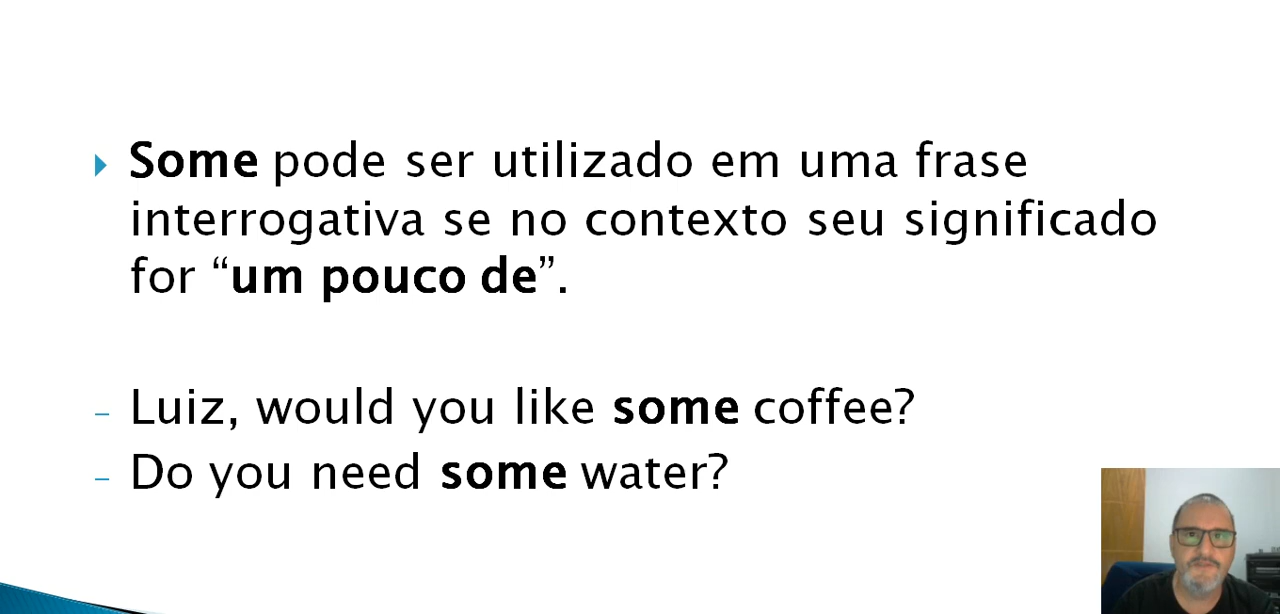 Some pode ser utilizado em uma frase
interrogativa se no contexto seu significado
for “um pouco de”.
– Luiz, would you like some coffee?
– Do you need some water?